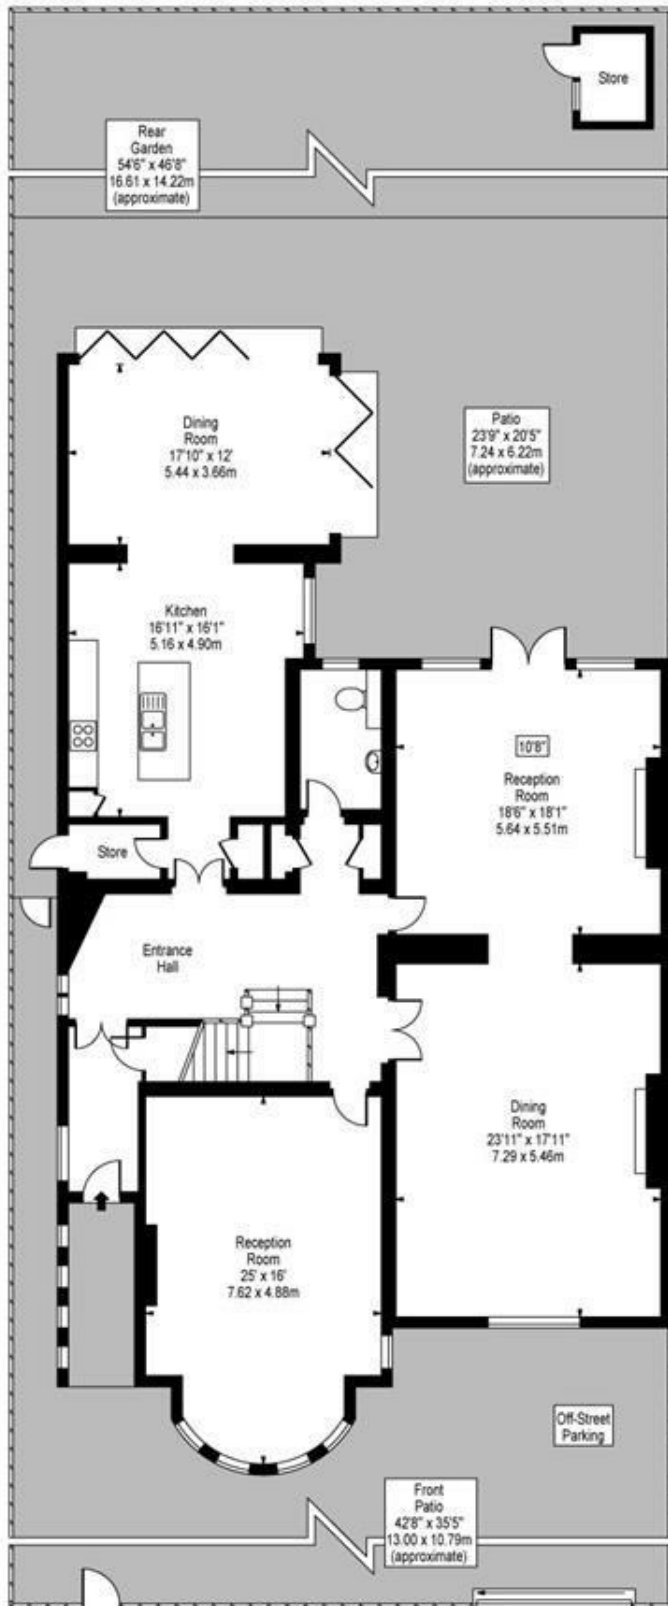 Store
Rear
Garden
54'6" x 46'8"
16.61 x 14.22m
(approximate)
Dining
Room
17'10" x 12'
5.44 x 3.66m
Patio
23'9" x 20'5"
7.24 x 6.22m
(approximate)
Kitchen
16'11" x 16'1"
5.16 x 4.90m
10'8"
Reception
Room
18'6" x 18'1"
5.64 x 5.51m
Store
Entrance
Hall
Dining
Room
23'11" x 17'11"
7.29 x 5.46m
Reception
Room
25' x 16'
7.62 x 4.88m
Off-Street
Parking
Front
Patio
42'8" x 35'5"
13.00 x 10.79m
(approximate)